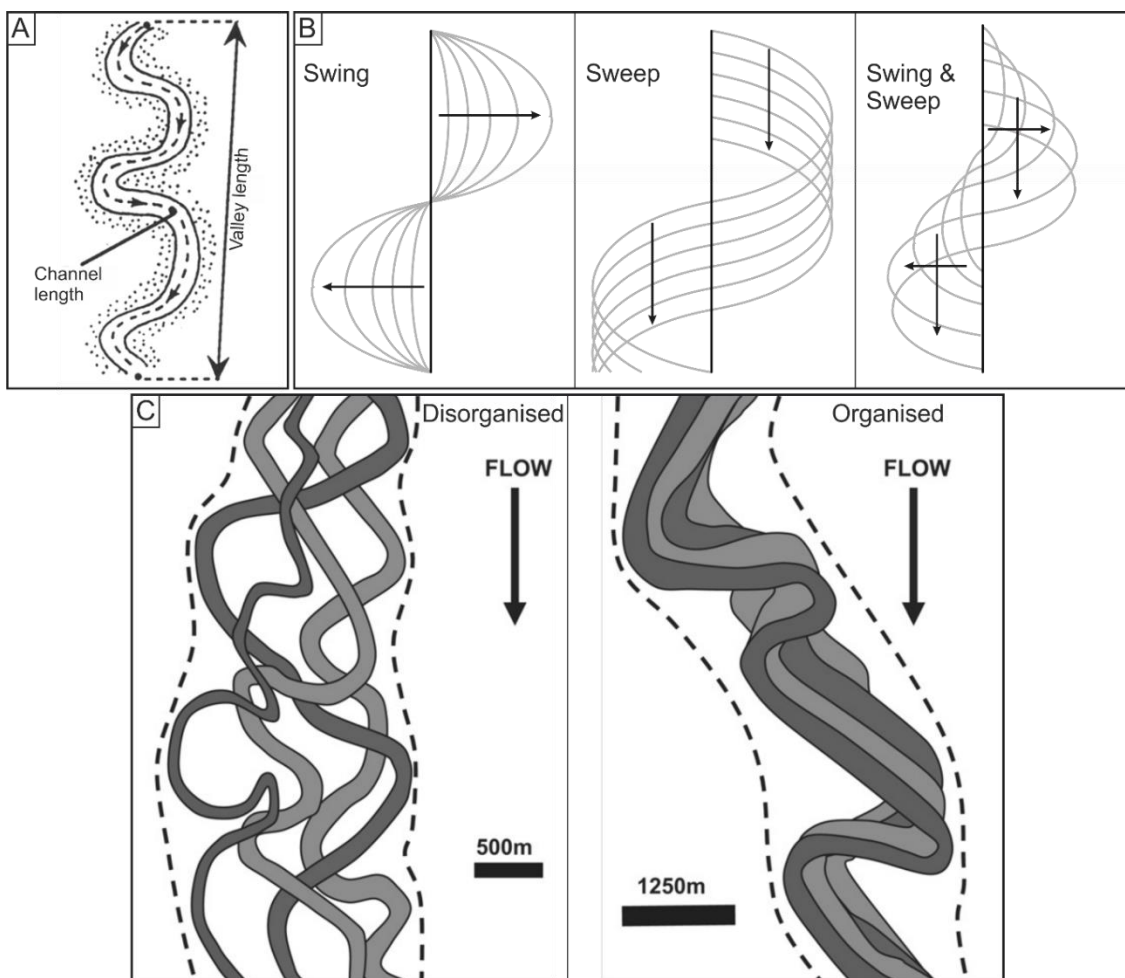 A
Valley length
Channel
length
B
Swing
Sweep
Swing &
Sweep
C
Disorganised
FLOW
500m
Organised
FLOW
1250m